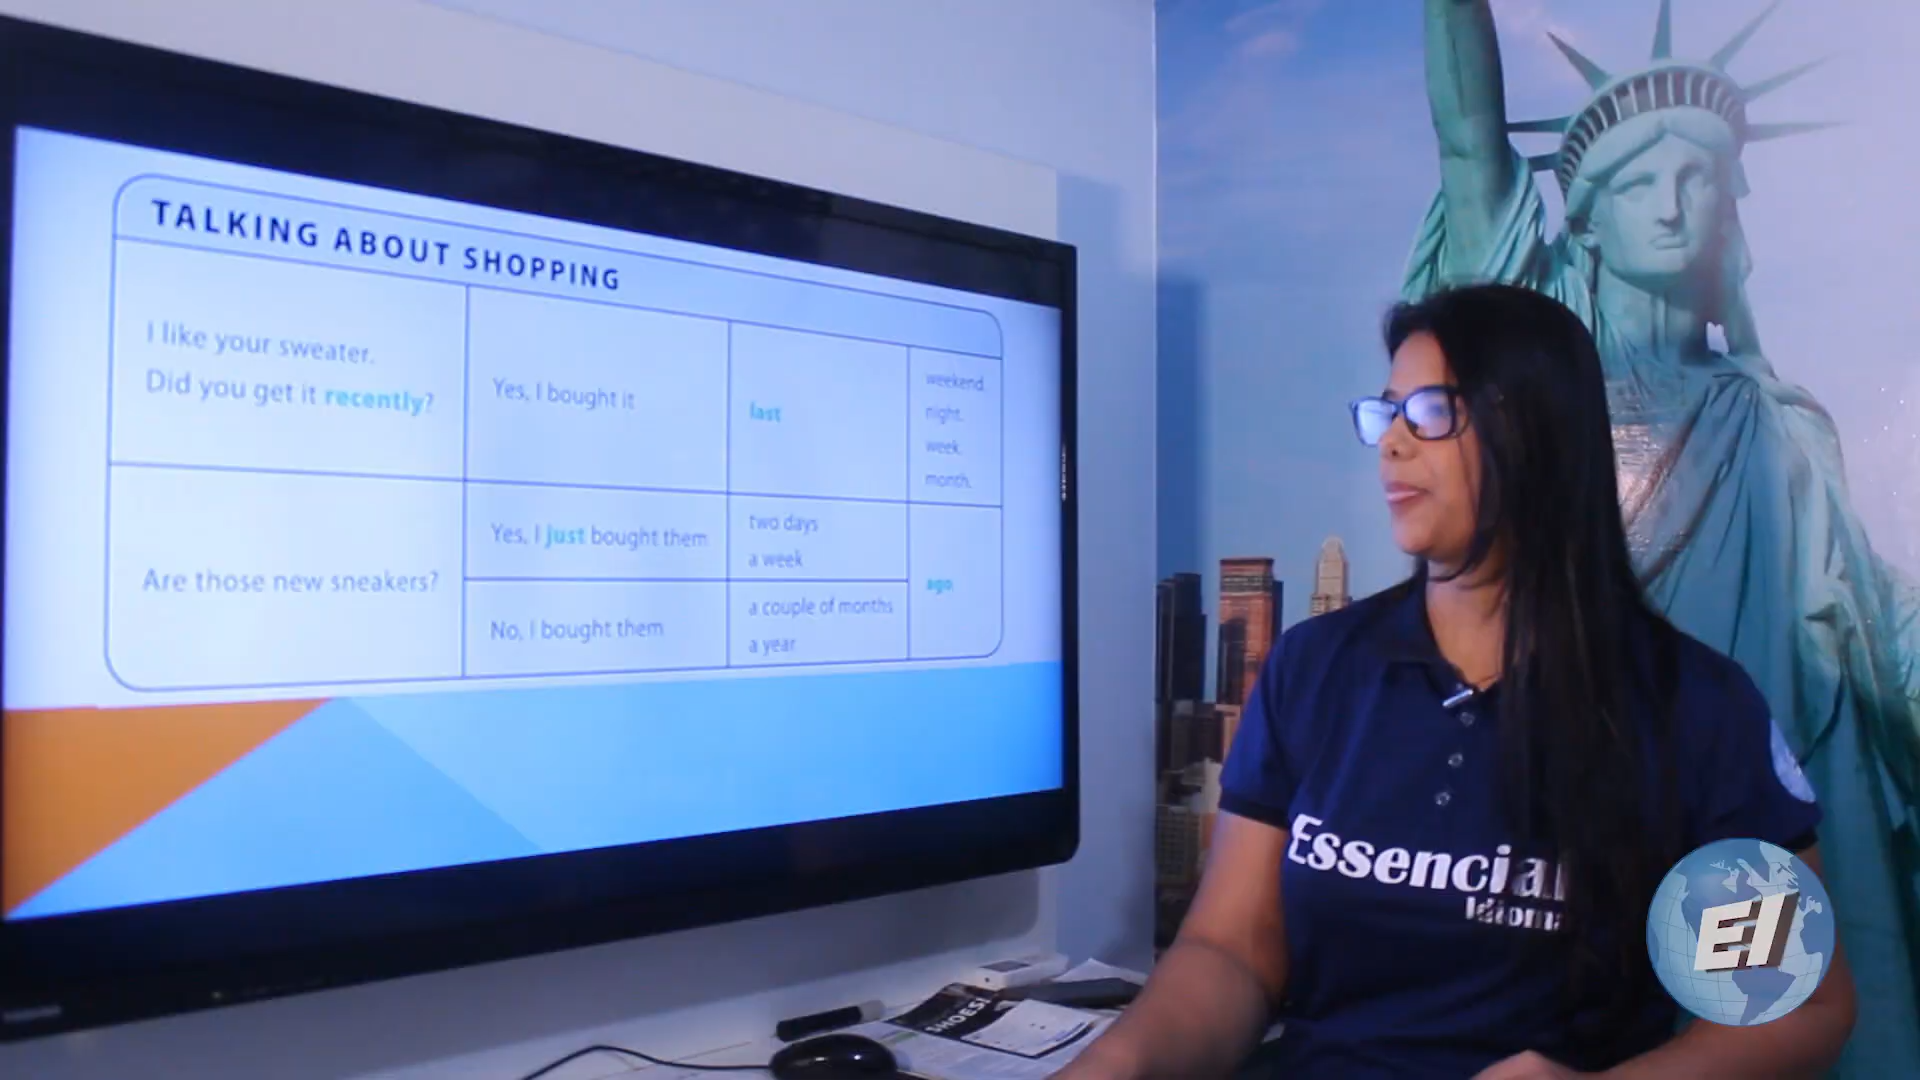 TALKING ABOUT SHOPPING
I like your sweater.
Did you get it recently?
Yes, I bought it
last
weekend.
night.
week.
month.
Are those new sneakers?
Yes, I just bought them
two days
a week
No, I bought them
a couple of months
a year
ago.
SHOES!
Essencial
Idioma
EI